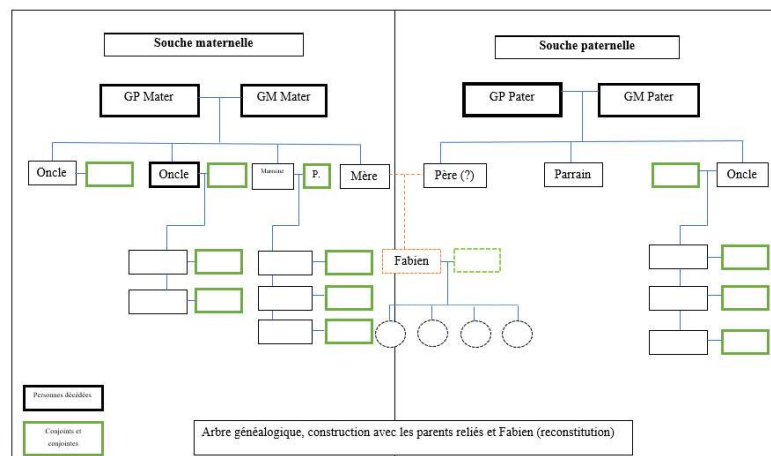 Souche maternelle
Souche paternelle
GP Mater
GM Mater
GP Pater
GM Pater
Oncle
Oncle
Marraine
P.
Mère
Père (?)
Parrain
Oncle
Fabien
Personnes décédées
Conjoints et
conjointes
Arbre généalogique, construction avec les parents reliés et Fabien (reconstitution)